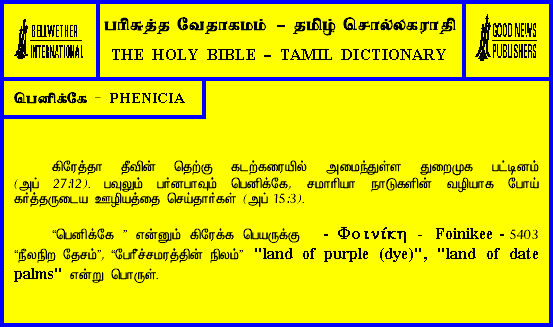 BELLWETHER
INTERNATIONAL
பரிசுத்த வேதாகமம் – தமிழ் சொல்லகராதி
THE HOLY BIBLE – TAMIL DICTIONARY
GOOD NEWS
PUBLISHERS
பெனிக்கே – PHENICIA
கிரேத்தா தீவின் தெற்கு கடற்கரையில் அமைந்துள்ள துறைமுக பட்டினம்
(அப் 27:12). பவுலும் பர்னபாவும் பெனிக்கே, சமாரியா நாடுகளின் வழியாக போய்
கர்த்தருடைய ஊழியத்தை செய்தார்கள் (அப் 15:3).
“பெனிக்கே ” என்னும் கிரேக்க பெயருக்கு - Φοινίκη - Foinikee - 5403
“நீலநிற தேசம்”, “பேரீச்சமரத்தின் நிலம்” "land of purple (dye)", "land of date
palms" என்று பொருள்.